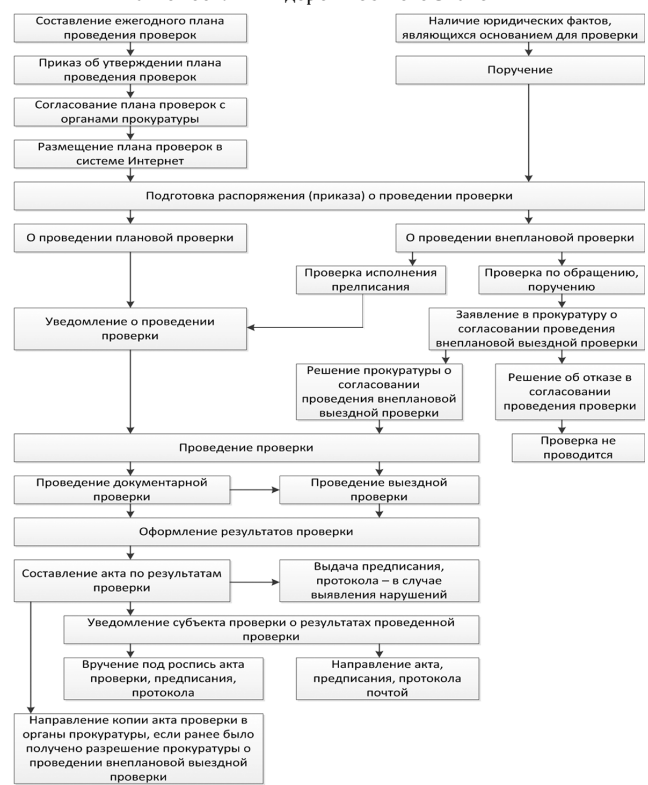 Составление ежегодного плана
проведения проверок
Наличие юридических фактов,
являющихся основанием для проверки
Приказ об утверждении плана
проведения проверок
Поручение
Согласование плана проверок с
органами прокуратуры
Размещение плана проверок в
системе Интернет
Подготовка распоряжения (приказа) о проведении проверки
О проведении плановой проверки
О проведении внеплановой проверки
Проверка исполнения
прелписания
Проверка по обращению,
поручению
Уведомление о проведении
проверки
Заявление в прокуратуру о
согласовании проведения
внеплановой выездной проверки
Решение прокуратуры о
согласовании
проведения внеплановой
выездной проверки
Решение об отказе в
согласовании
проведения проверки
Проведение проверки
Проверка не
проводится
Проведение документарной
проверки
Проведение выездной
проверки
Оформление результатов проверки
Составление акта по результатам
проверки
Выдача предписания,
протокола – в случае
выявления нарушений
Уведомление субъекта проверки о результатах проведенной
проверки
Вручение под роспись акта
проверки, предписания,
протокола
Направление акта,
предписания, протокола
почтой
Направление копии акта проверки в
органы прокуратуры, если ранее было
получено разрешение прокуратуры о
проведении внеплановой выездной
проверки